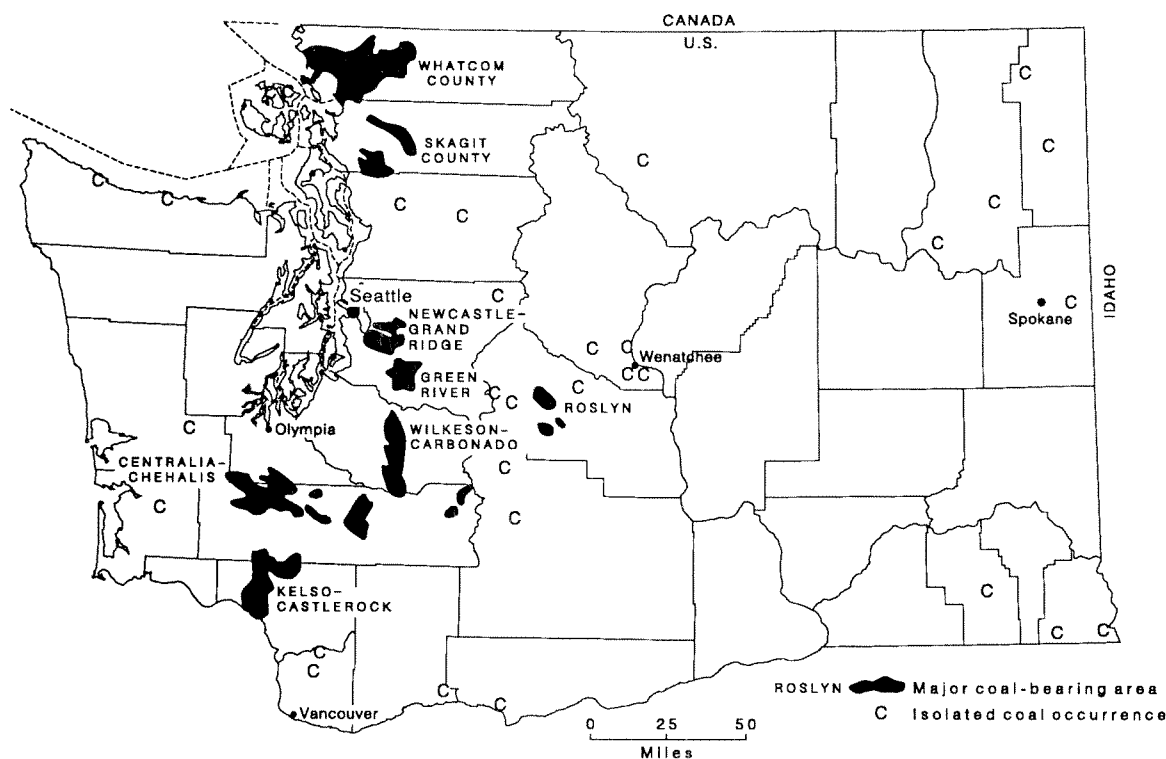 CANADA
U.S.
WHATCOM
COUNTY
SKAGIT
COUNTY
C
C
C
C
C
C
C
C
C
C
IDAHO
Seattle
NEWCASTLE-
GRAND
RIDGE
C
Spokane
C
C
Wenatchee
C
C
C
GREEN
RIVER
C
C
C
ROSLYN
C
Olympia
WILKESON-
CARBONADO
CENTRALIA-
CHEHALIS
C
C
C
KELSO-
CASTLEROCK
C
C
C
C
C
C
C
Vancouver
ROSLYN Major coal-bearing area
C Isolated coal occurrence
0 25 50
Miles